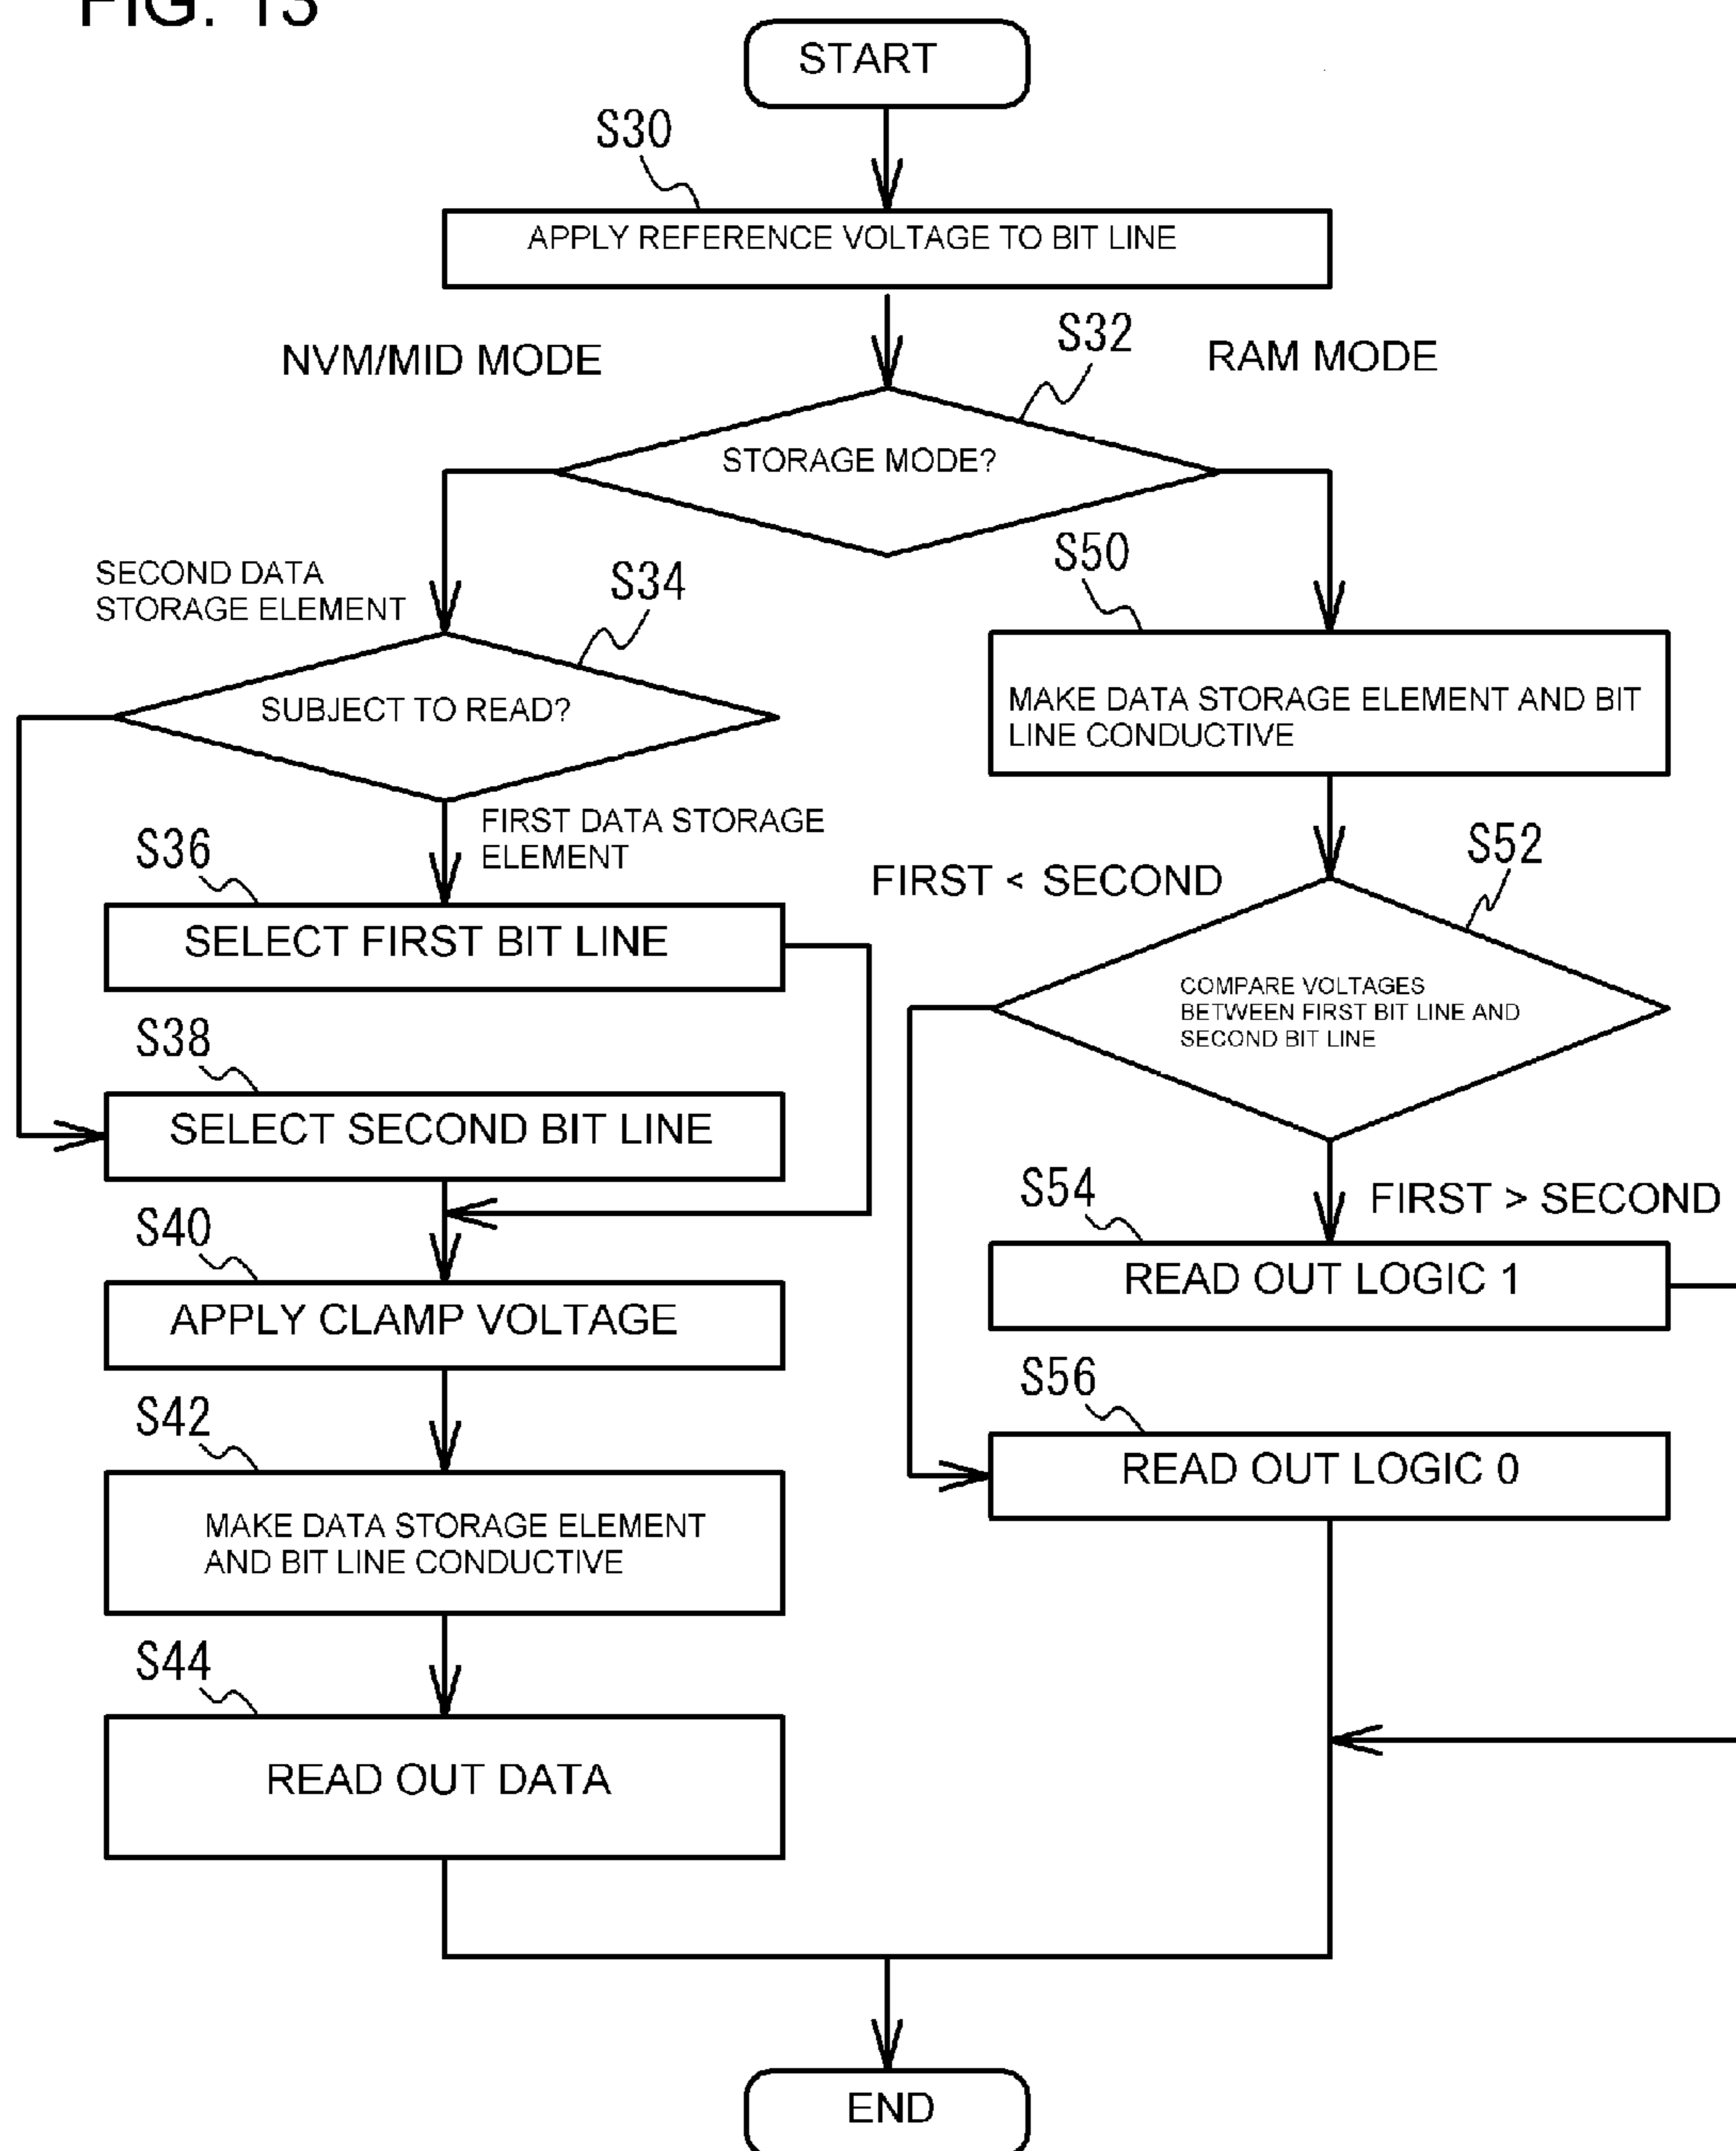 FIG. 13
START
S30
APPLY REFERENCE VOLTAGE TO BIT LINE
NVM/MID MODE
S32
RAM MODE
STORAGE MODE?
SECOND DATA
STORAGE ELEMENT
S34
SUBJECT TO READ?
FIRST DATA STORAGE
ELEMENT
S36
SELECT FIRST BIT LINE
S38
SELECT SECOND BIT LINE
S40
APPLY CLAMP VOLTAGE
S42
MAKE DATA STORAGE ELEMENT
AND BIT LINE CONDUCTIVE
S44
READ OUT DATA
S50
MAKE DATA STORAGE ELEMENT AND BIT
LINE CONDUCTIVE
S52
FIRST < SECOND
COMPARE VOLTAGES
BETWEEN FIRST BIT LINE AND
SECOND BIT LINE
FIRST > SECOND
S54
READ OUT LOGIC 1
S56
READ OUT LOGIC 0
END